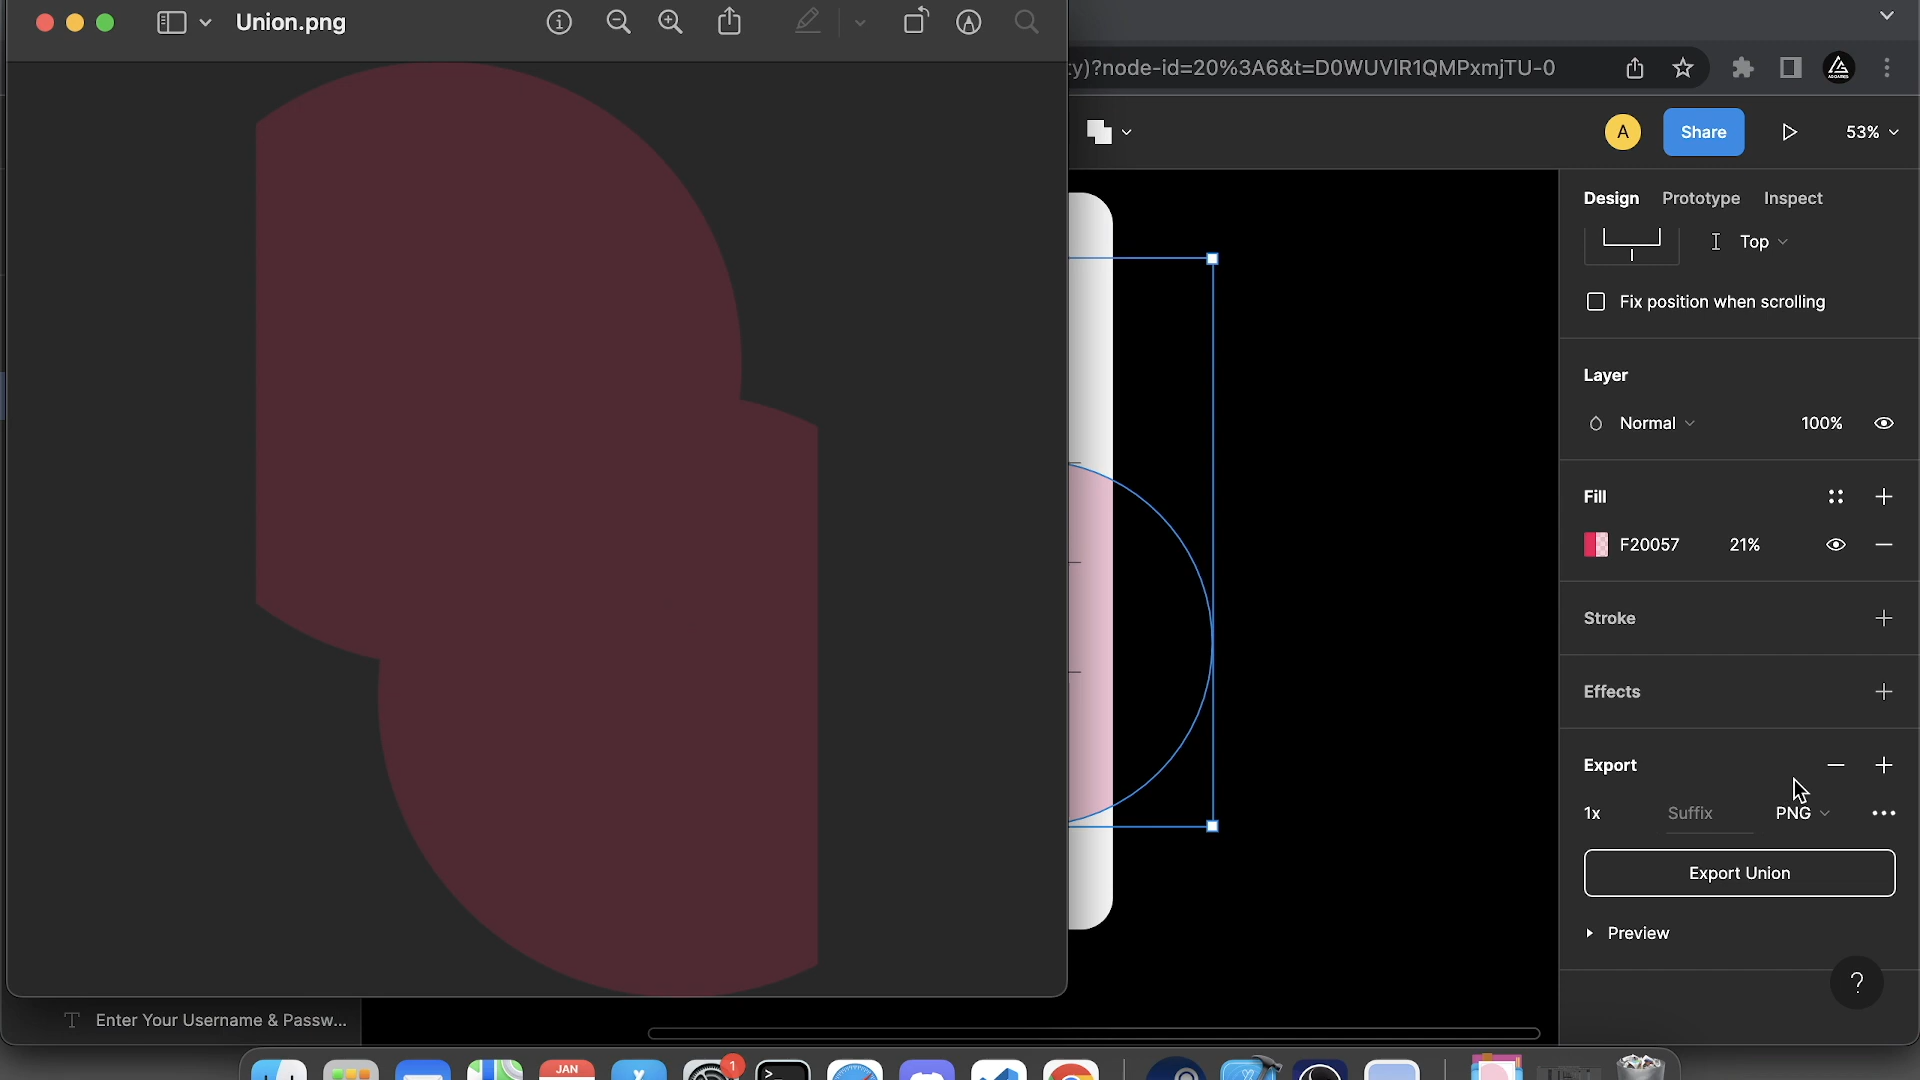 Union.png
ty)?node-id=20%3A6&t=D0WUVlR1QMPxmjTU-0
A
Share
53%
Design
Prototype
Inspect
Top
Fix position when scrolling
Layer
Normal
100%
Fill
F20057
21%
Stroke
Effects
Export
1x
Suffix
PNG
Export Union
Preview
?
Enter Your Username & Passw...
JAN
1